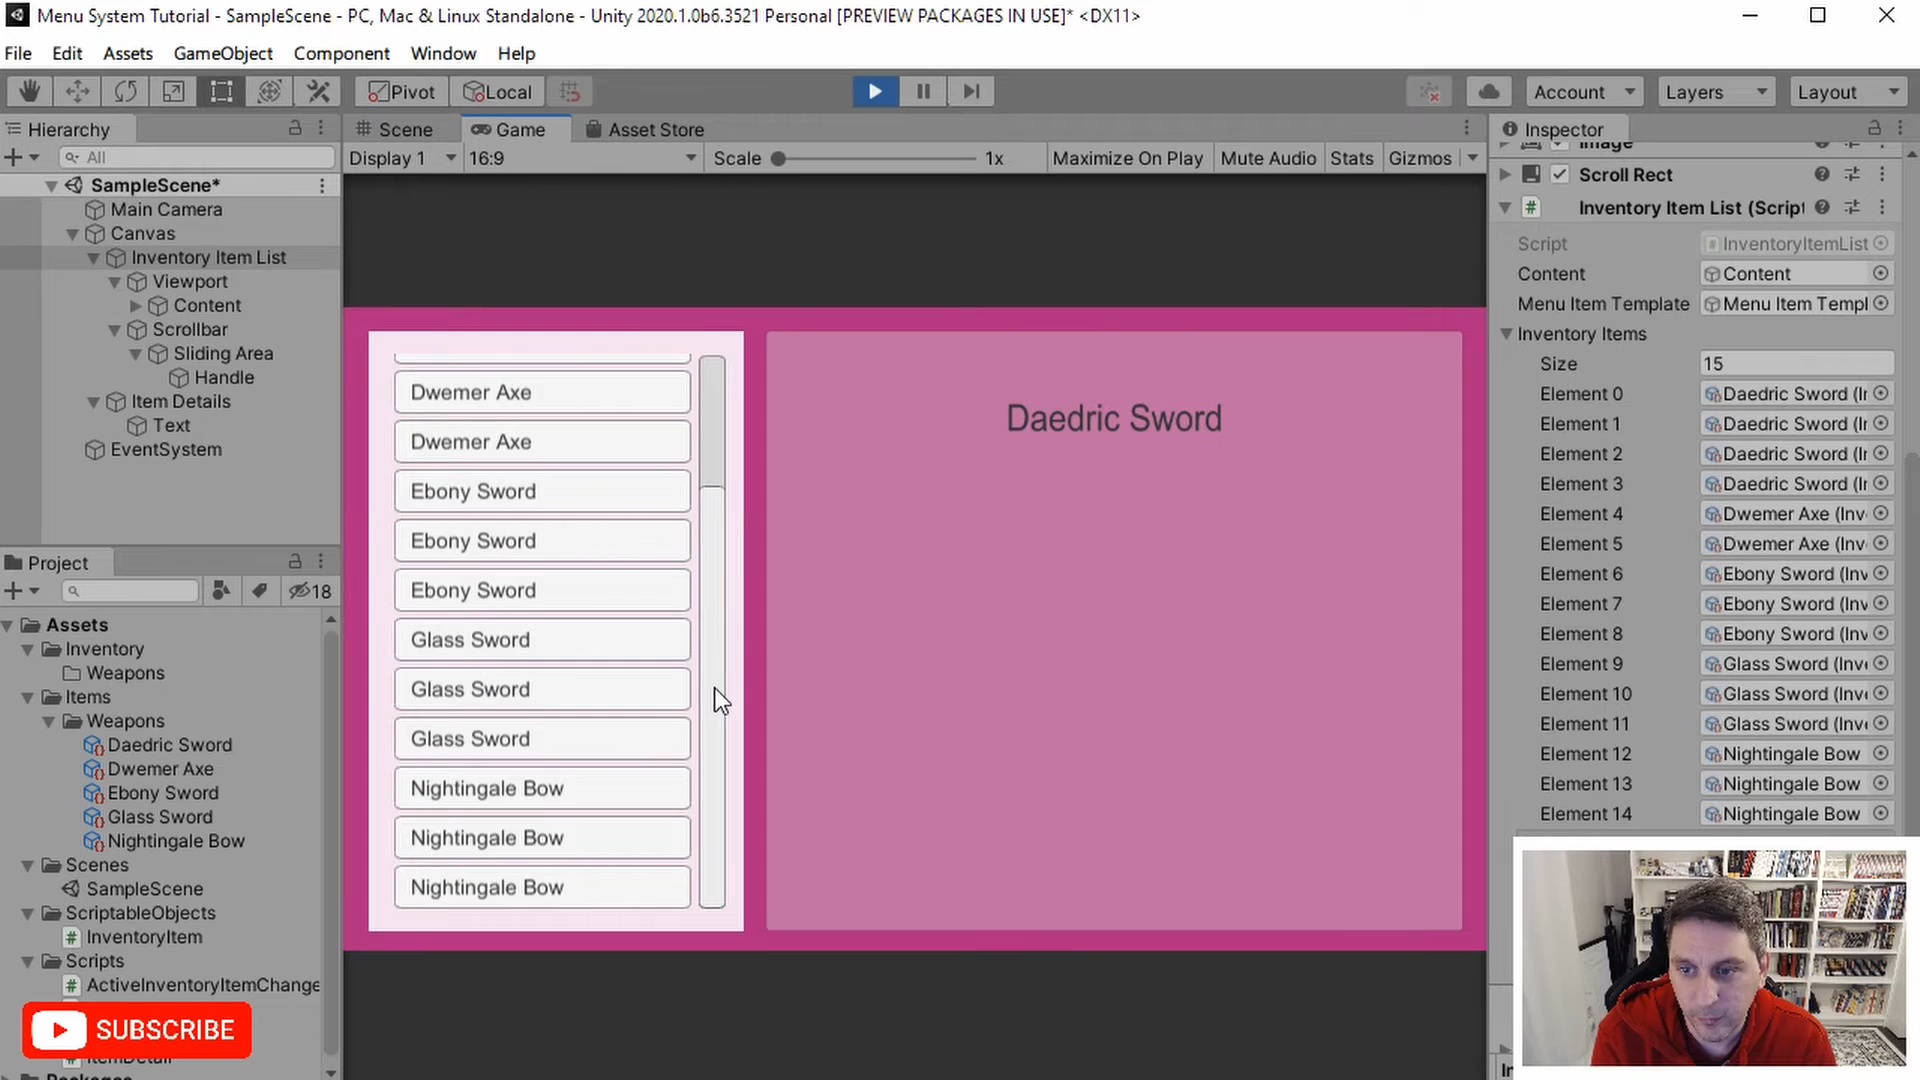 Menu System Tutorial - SampleScene - PC, Mac & Linux Standalone - Unity 2020.1.0b6.3521 Personal [PREVIEW PACKAGES IN USE]* <DX11>
File Edit Assets GameObject Component Window Help
Pivot Local Account Layers Layout
Hierarchy
All
SampleScene*
Main Camera
Canvas
Inventory Item List
Viewport
Content
Scrollbar
Sliding Area
Handle
Item Details
Text
EventSystem
Project
18
Assets
Inventory
Weapons
Items
Weapons
Daedric Sword
Dwemer Axe
Ebony Sword
Glass Sword
Nightingale Bow
Scenes
SampleScene
ScriptableObjects
InventoryItem
Scripts
ActiveInventoryItemChange
SUBSCRIBE
ItemDetail
Packages
Scene Game Asset Store
Display 1 16:9 Scale 1x Maximize On Play Mute Audio Stats Gizmos
Dwemer Axe
Dwemer Axe
Ebony Sword
Ebony Sword
Ebony Sword
Glass Sword
Glass Sword
Glass Sword
Nightingale Bow
Nightingale Bow
Nightingale Bow
Daedric Sword
Inspector
Image
Scroll Rect
Inventory Item List (Script
Script InventoryItemList
Content Content
Menu Item Template Menu Item Templ
Inventory Items
Size 15
Element 0 Daedric Sword (Ir
Element 1 Daedric Sword (Ir
Element 2 Daedric Sword (Ir
Element 3 Daedric Sword (Ir
Element 4 Dwemer Axe (Inv
Element 5 Dwemer Axe (Inv
Element 6 Ebony Sword (Inv
Element 7 Ebony Sword (Inv
Element 8 Ebony Sword (Inv
Element 9 Glass Sword (Inv
Element 10 Glass Sword (Inv
Element 11 Glass Sword (Inv
Element 12 Nightingale Bow
Element 13 Nightingale Bow
Element 14 Nightingale Bow